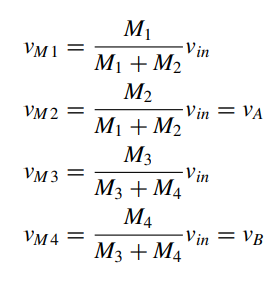 v_{M1} = \frac{M_1}{M_1 + M_2} v_{in}
v_{M2} = \frac{M_2}{M_1 + M_2} v_{in} = v_A
v_{M3} = \frac{M_3}{M_3 + M_4} v_{in}
v_{M4} = \frac{M_4}{M_3 + M_4} v_{in} = v_B